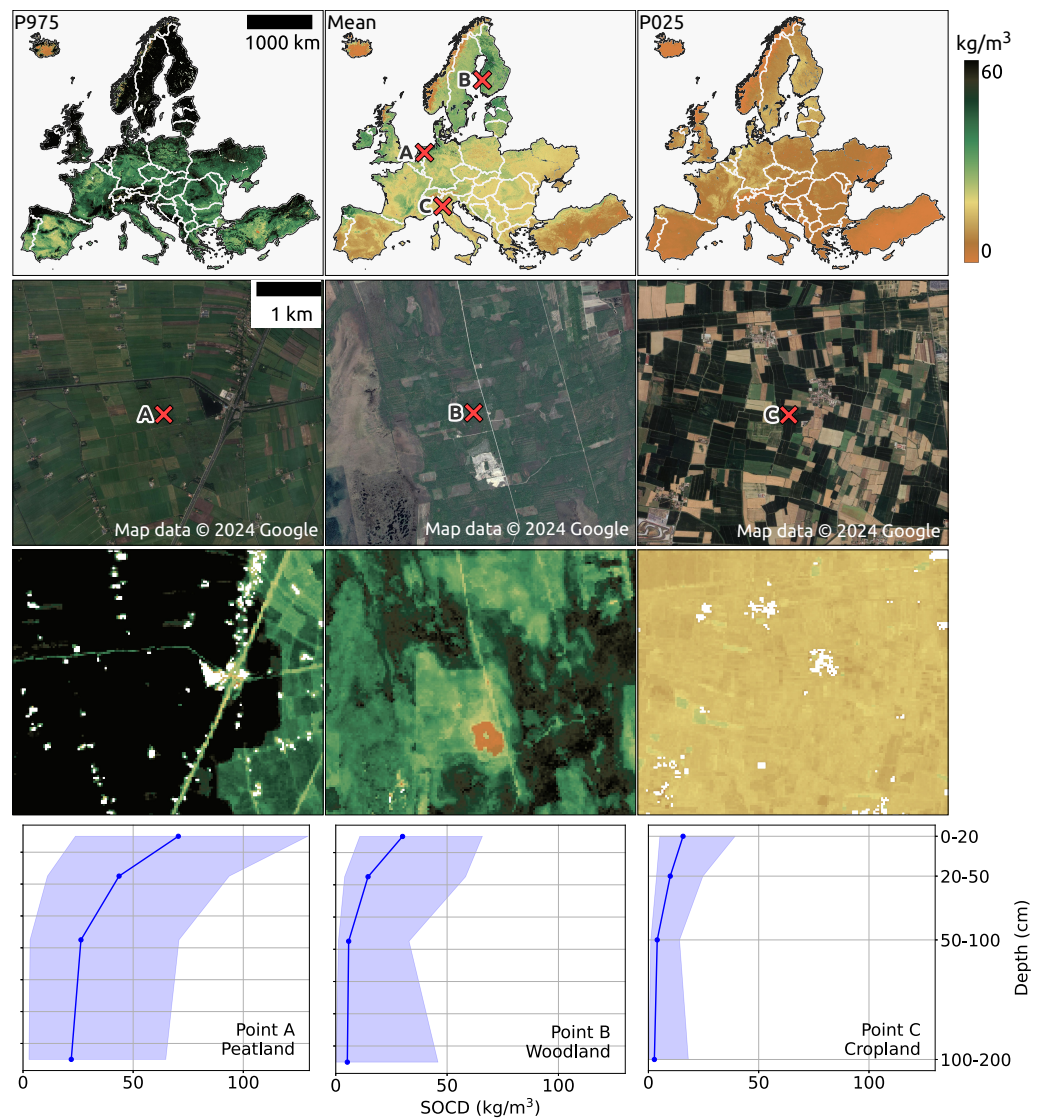 P975
1000 km
Mean
P025
kg/m³
60
0
B
A
C
1 km
A
B
C
Map data © 2024 Google
Map data © 2024 Google
Map data © 2024 Google
0-20
20-50
50-100
100-200
Depth (cm)
Point A
Peatland
Point B
Woodland
Point C
Cropland
0
50
100
0
50
100
0
50
100
SOCD (kg/m³)